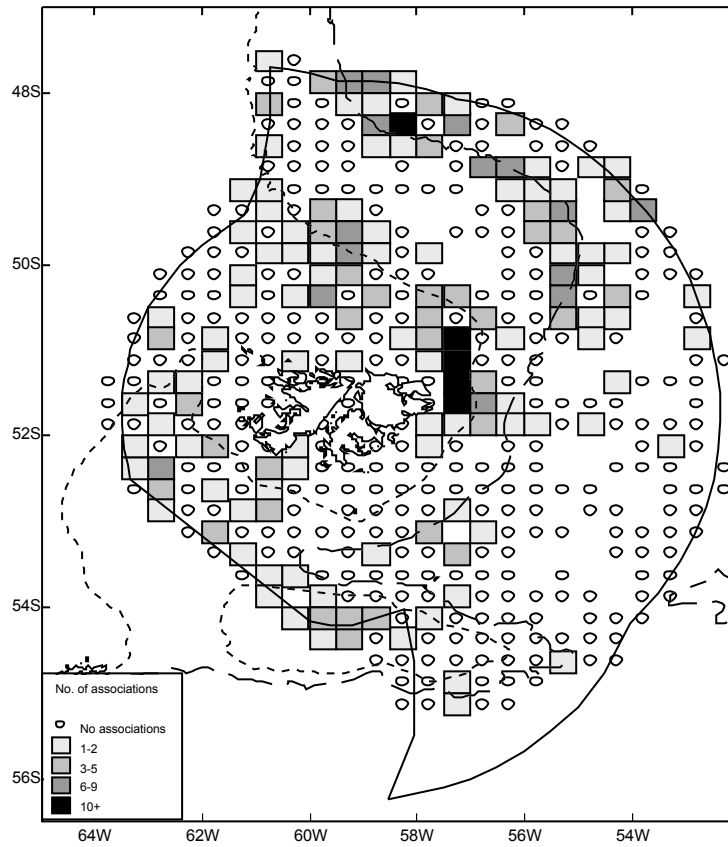 48S
50S
52S
54S
56S
No. of associations
No associations
1-2
3-5
6-9
10+
64W 62W 60W 58W 56W 54W